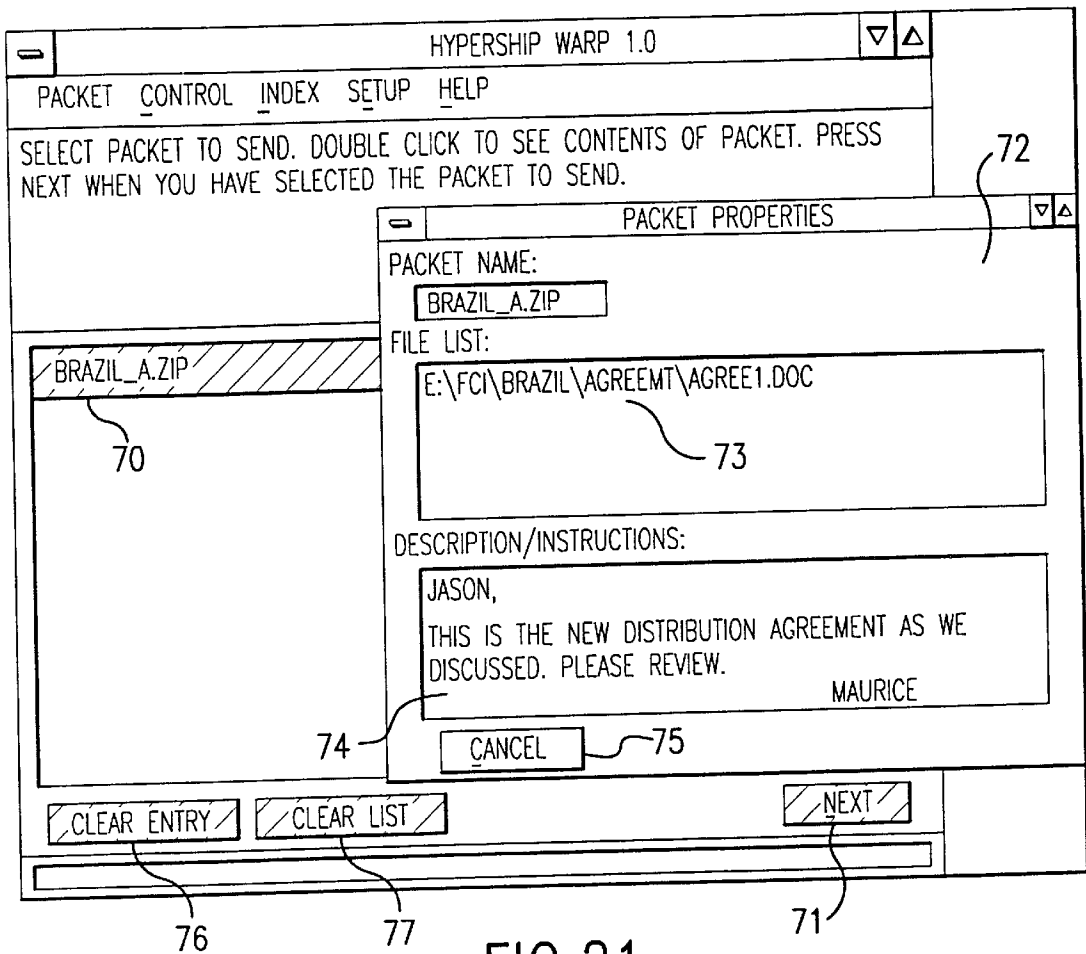 HYPERSHIP WARP 1.0
PACKET CONTROL INDEX SETUP HELP
SELECT PACKET TO SEND. DOUBLE CLICK TO SEE CONTENTS OF PACKET. PRESS
NEXT WHEN YOU HAVE SELECTED THE PACKET TO SEND.
72
PACKET PROPERTIES
PACKET NAME:
BRAZIL_A.ZIP
FILE LIST:
BRAZIL_A.ZIP
E:\FCI\BRAZIL\AGREEMT\AGREE1.DOC
70
73
DESCRIPTION/INSTRUCTIONS:
JASON,
THIS IS THE NEW DISTRIBUTION AGREEMENT AS WE
DISCUSSED. PLEASE REVIEW.
MAURICE
74
CANCEL
75
CLEAR ENTRY
CLEAR LIST
NEXT
76
77
71